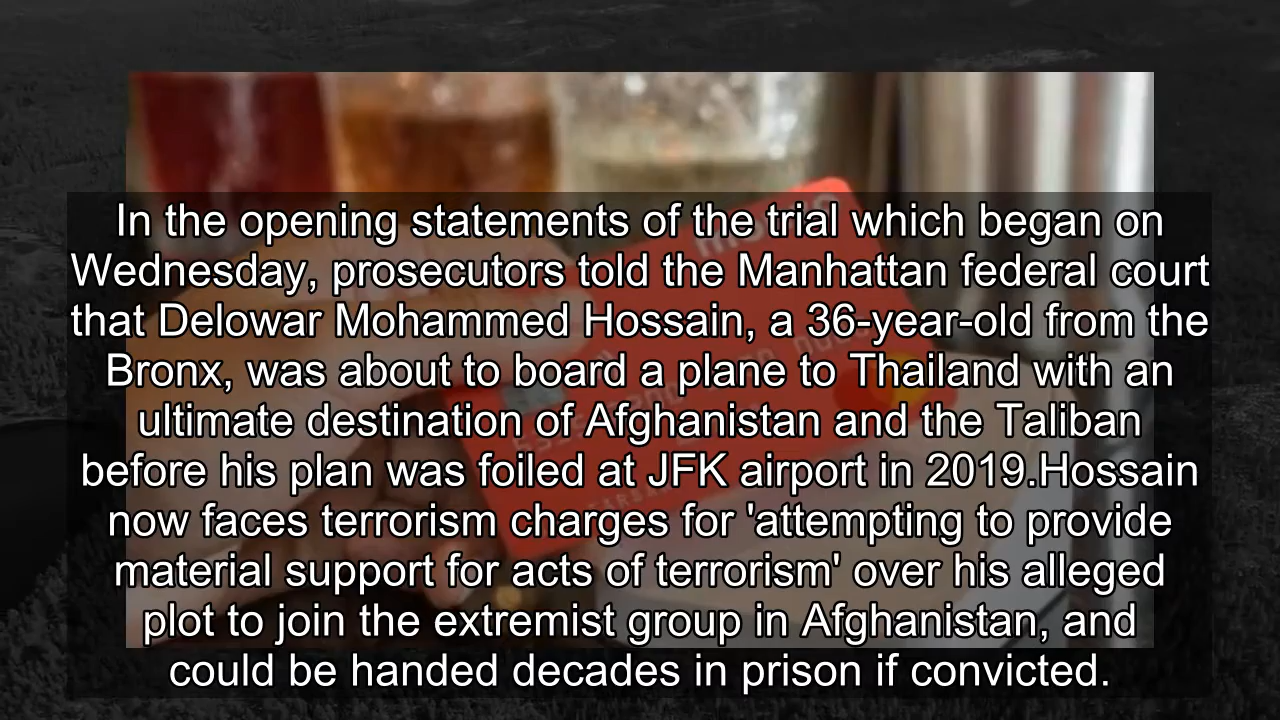 In the opening statements of the trial which began on
Wednesday, prosecutors told the Manhattan federal court
that Delowar Mohammed Hossain, a 36-year-old from the
Bronx, was about to board a plane to Thailand with an
ultimate destination of Afghanistan and the Taliban
before his plan was foiled at JFK airport in 2019.Hossain
now faces terrorism charges for 'attempting to provide
material support for acts of terrorism' over his alleged
plot to join the extremist group in Afghanistan, and
could be handed decades in prison if convicted.